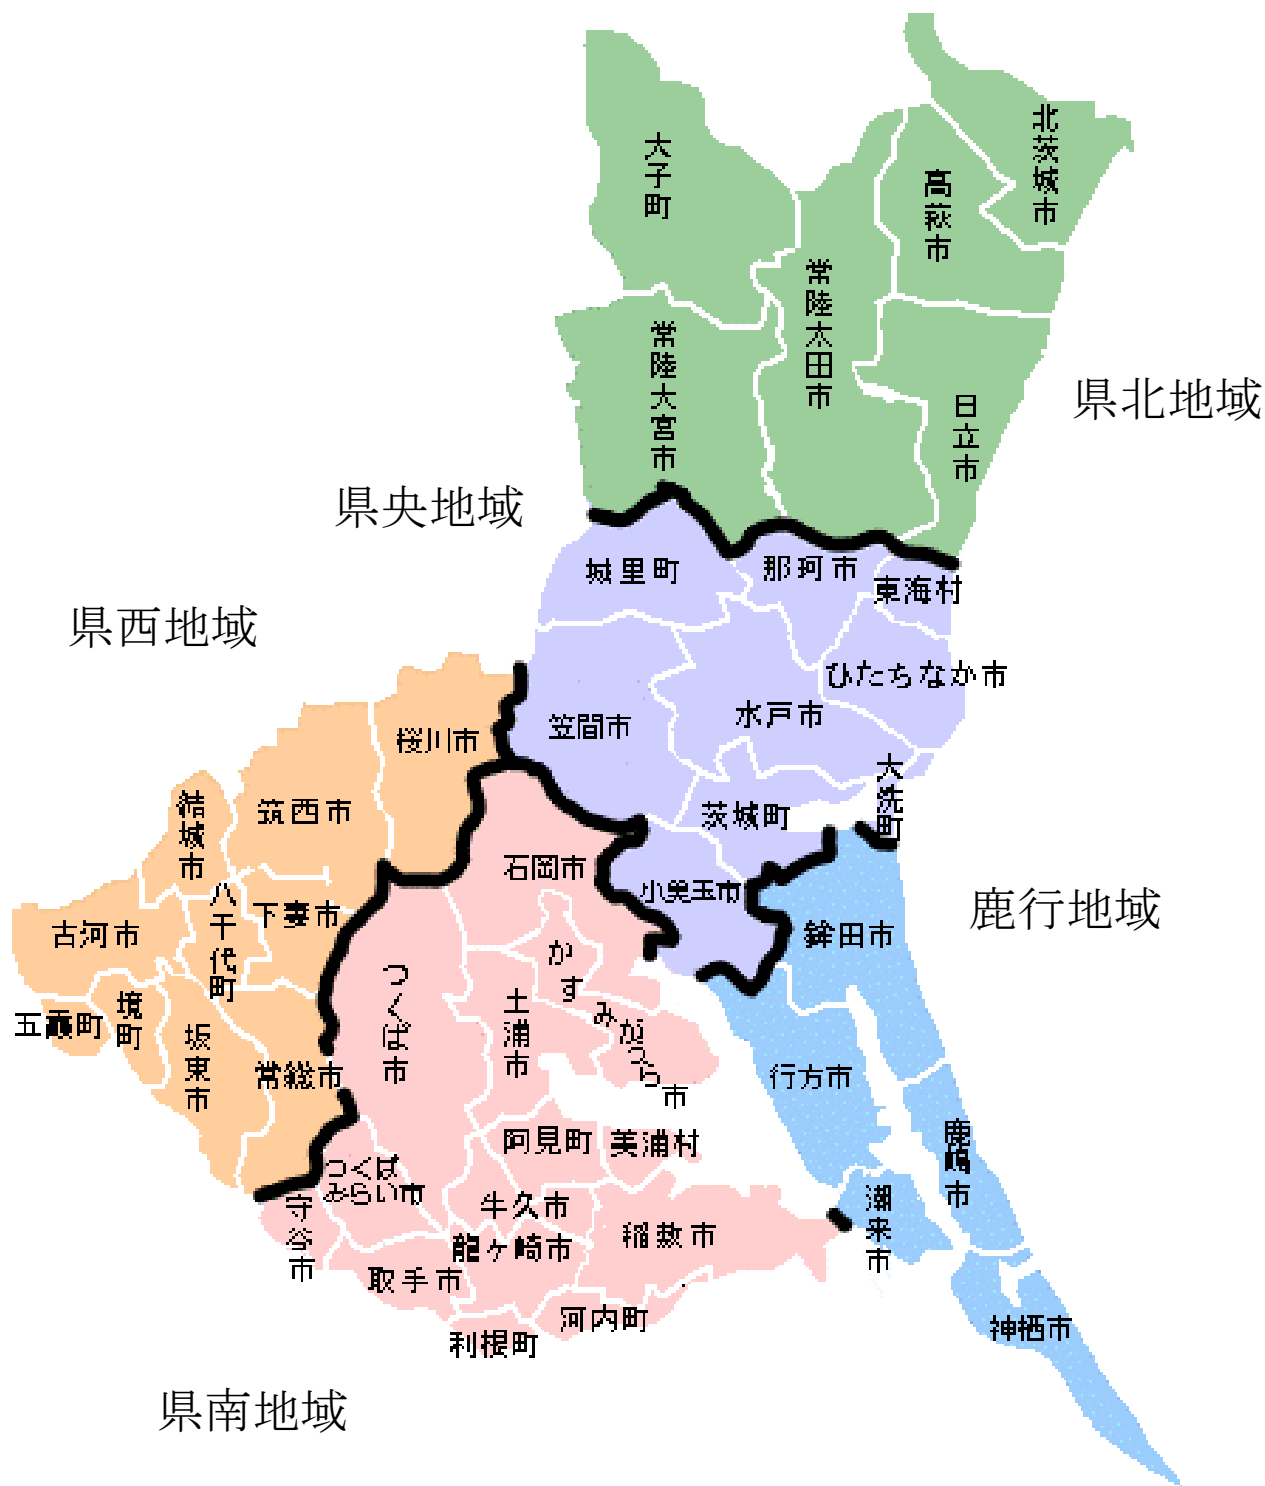 北茨城市
大子町
高萩市
常陸太田市
常陸大宮市
県北地域
日立市
県央地域
城里町
那珂市
東海村
県西地域
ひたちなか市
水戸市
笠間市
桜川市
大洗町
結城市
筑西市
茨城町
石岡市
小美玉市
鹿行地域
八千代町
下妻市
古河市
鉾田市
かすみがうら市
つくば市
土浦市
境町
五霞町
坂東市
常総市
行方市
阿見町
美浦村
鹿嶋市
つくば
みらい市
守谷市
牛久市
稲敷市
潮来市
龍ヶ崎市
取手市
河内町
利根町
神栖市
県南地域